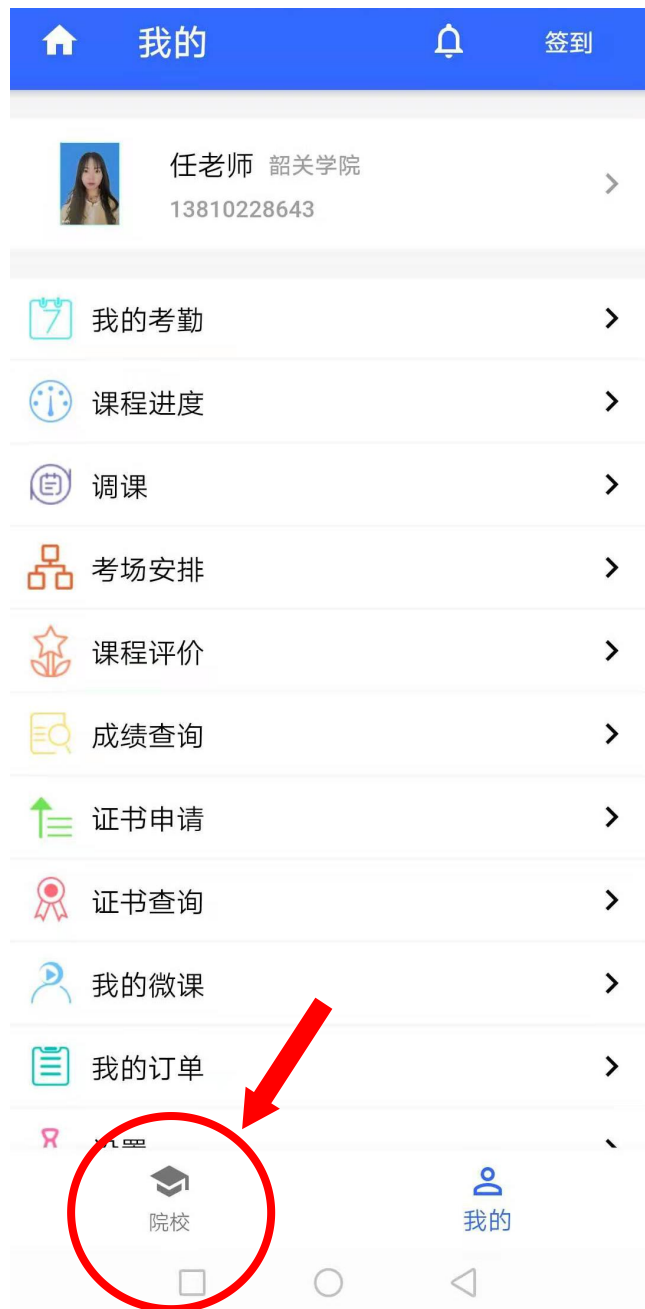 我的 签到
任老师 韶关学院
13810228643
7 我的考勤
课程进度
调课
考场安排
课程评价
成绩查询
证书申请
证书查询
我的微课
我的订单
院校 我的